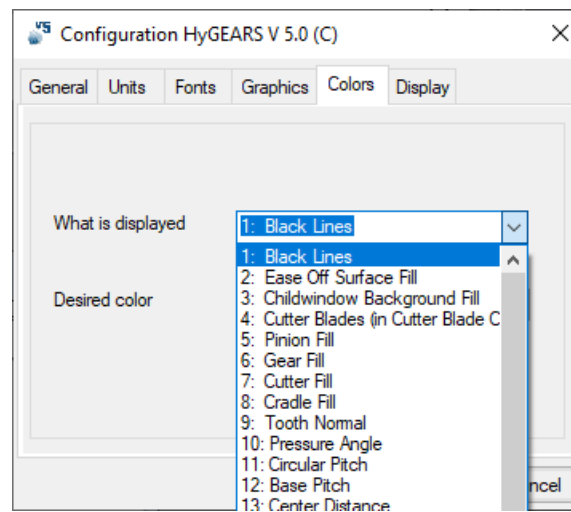 Configuration HyGEARS V 5.0 (C)
General Units Fonts Graphics Colors Display
What is displayed
1: Black Lines
1: Black Lines
2: Ease Off Surface Fill
3: Childwindow Background Fill
4: Cutter Blades (in Cutter Blade C
Desired color
5: Pinion Fill
6: Gear Fill
7: Cutter Fill
8: Cradle Fill
9: Tooth Normal
10: Pressure Angle
11: Circular Pitch
12: Base Pitch
ncel
13: Center Distance